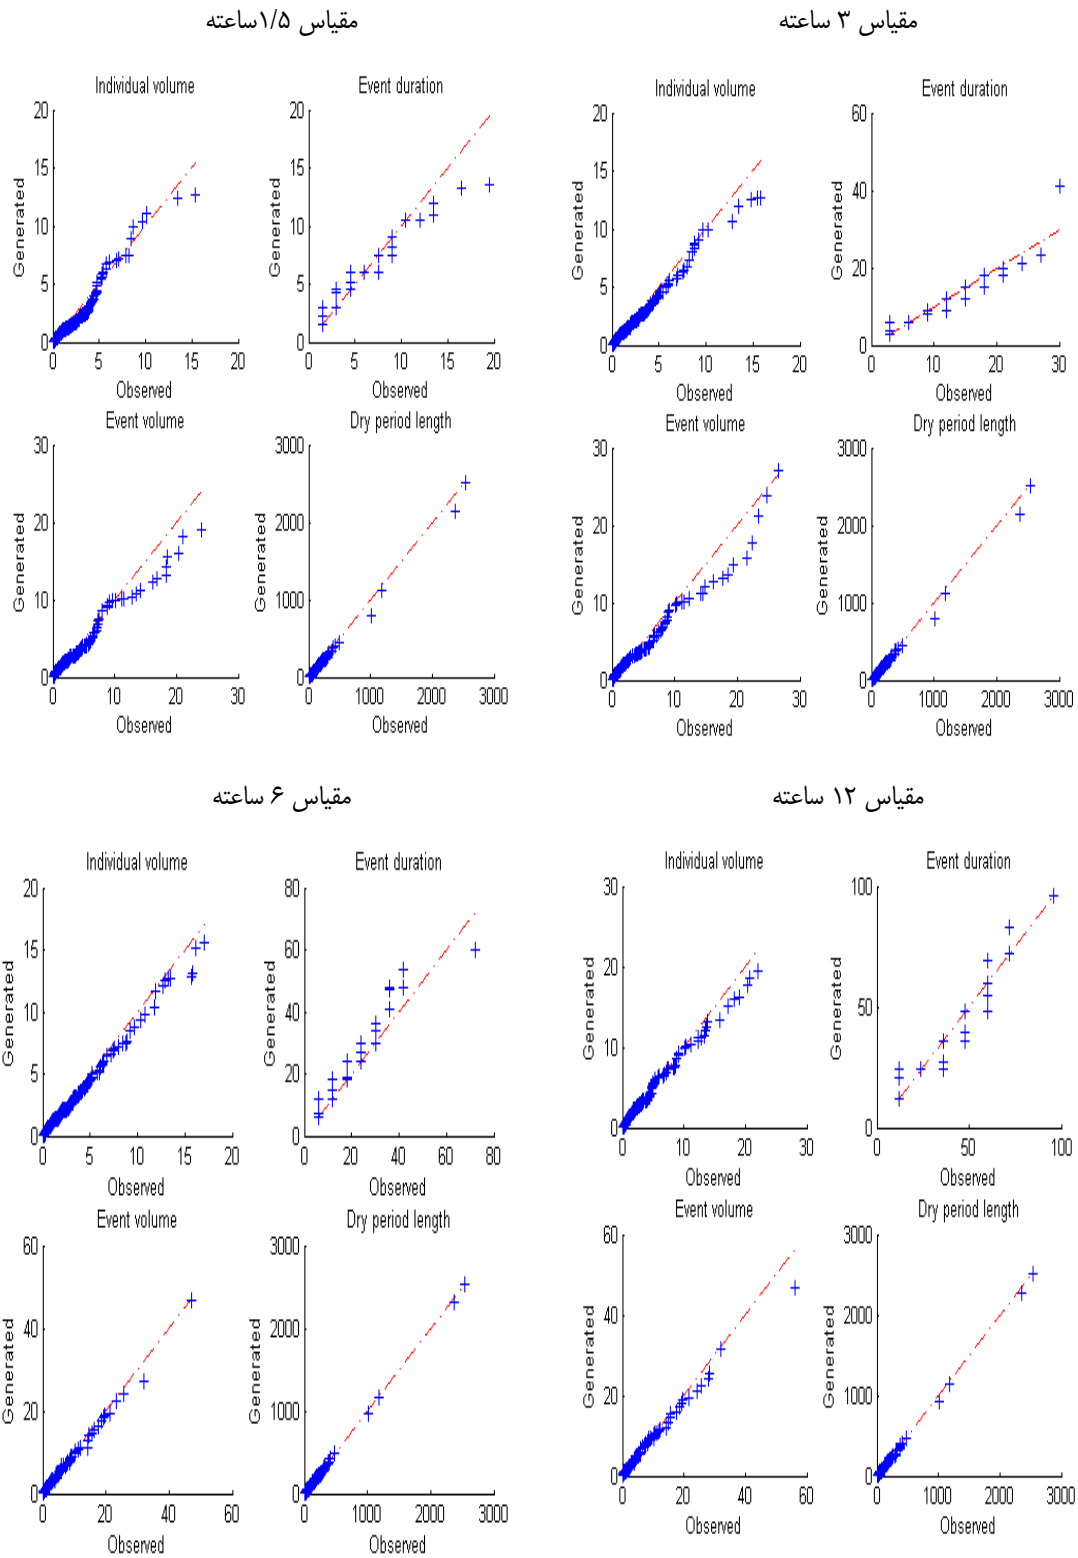 مقیاس ۱/۵ساعته
مقیاس ۳ ساعته
Individual volume
Event duration
Individual volume
Event duration
20
15
10
5
0
Generated
0 5 10 15 20
Observed
20
15
10
5
0
Generated
0 5 10 15 20
Observed
20
15
10
5
0
Generated
0 5 10 15 20
Observed
60
40
20
0
Generated
0 10 20 30
Observed
Event volume
Dry period length
Event volume
Dry period length
30
20
10
0
Generated
0 10 20 30
Observed
3000
2000
1000
0
Generated
0 1000 2000 3000
Observed
30
20
10
0
Generated
0 10 20 30
Observed
3000
2000
1000
0
Generated
0 1000 2000 3000
Observed
مقیاس ۶ ساعته
مقیاس ۱۲ ساعته
Individual volume
Event duration
Individual volume
Event duration
20
15
10
5
0
Generated
0 5 10 15 20
Observed
80
60
40
20
0
Generated
0 20 40 60 80
Observed
30
20
10
0
Generated
0 10 20 30
Observed
100
50
0
Generated
0 50 100
Observed
Event volume
Dry period length
Event volume
Dry period length
60
40
20
0
Generated
0 20 40 60
Observed
3000
2000
1000
0
Generated
0 1000 2000 3000
Observed
60
40
20
0
Generated
0 20 40 60
Observed
3000
2000
1000
0
Generated
0 1000 2000 3000
Observed